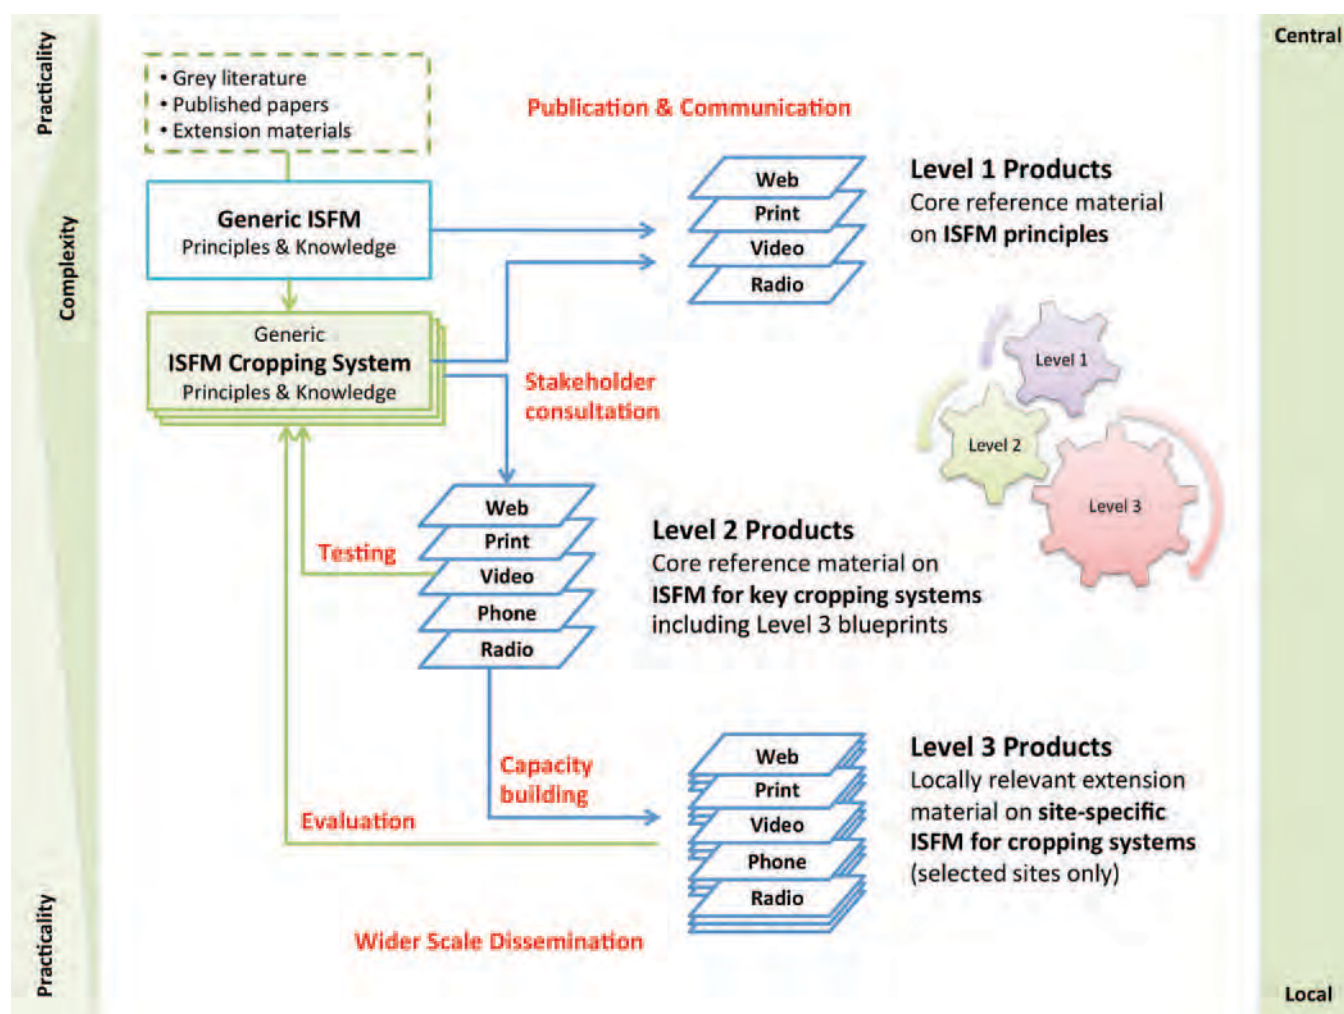 Practicality
Complexity
Practicality
Central
Local
• Grey literature
• Published papers
• Extension materials
Generic ISFM
Principles & Knowledge
Generic
ISFM Cropping System
Principles & Knowledge
Publication & Communication
Web
Print
Video
Radio
Level 1 Products
Core reference material
on ISFM principles
Level 1
Level 2
Level 3
Stakeholder
consultation
Testing
Web
Print
Video
Phone
Radio
Level 2 Products
Core reference material on
ISFM for key cropping systems
including Level 3 blueprints
Capacity
building
Evaluation
Web
Print
Video
Phone
Radio
Level 3 Products
Locally relevant extension
material on site-specific
ISFM for cropping systems
(selected sites only)
Wider Scale Dissemination